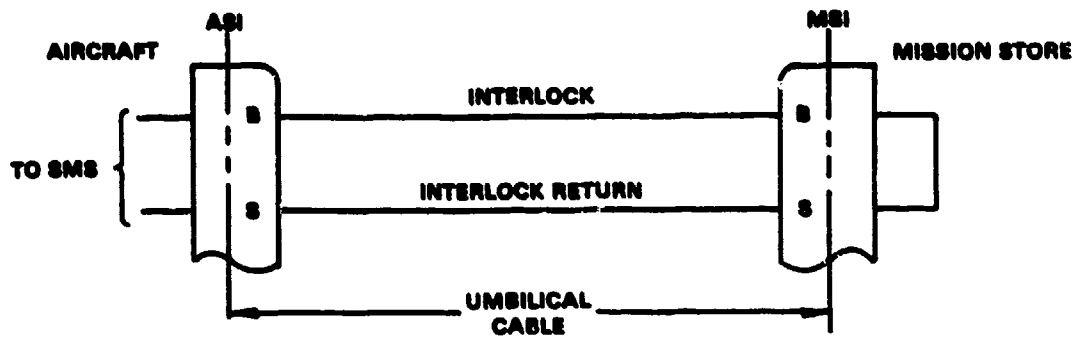 ASI
MSI
AIRCRAFT
MISSION STORE
B
INTERLOCK
B
TO SMS
INTERLOCK RETURN
S
S
UMBILICAL
CABLE